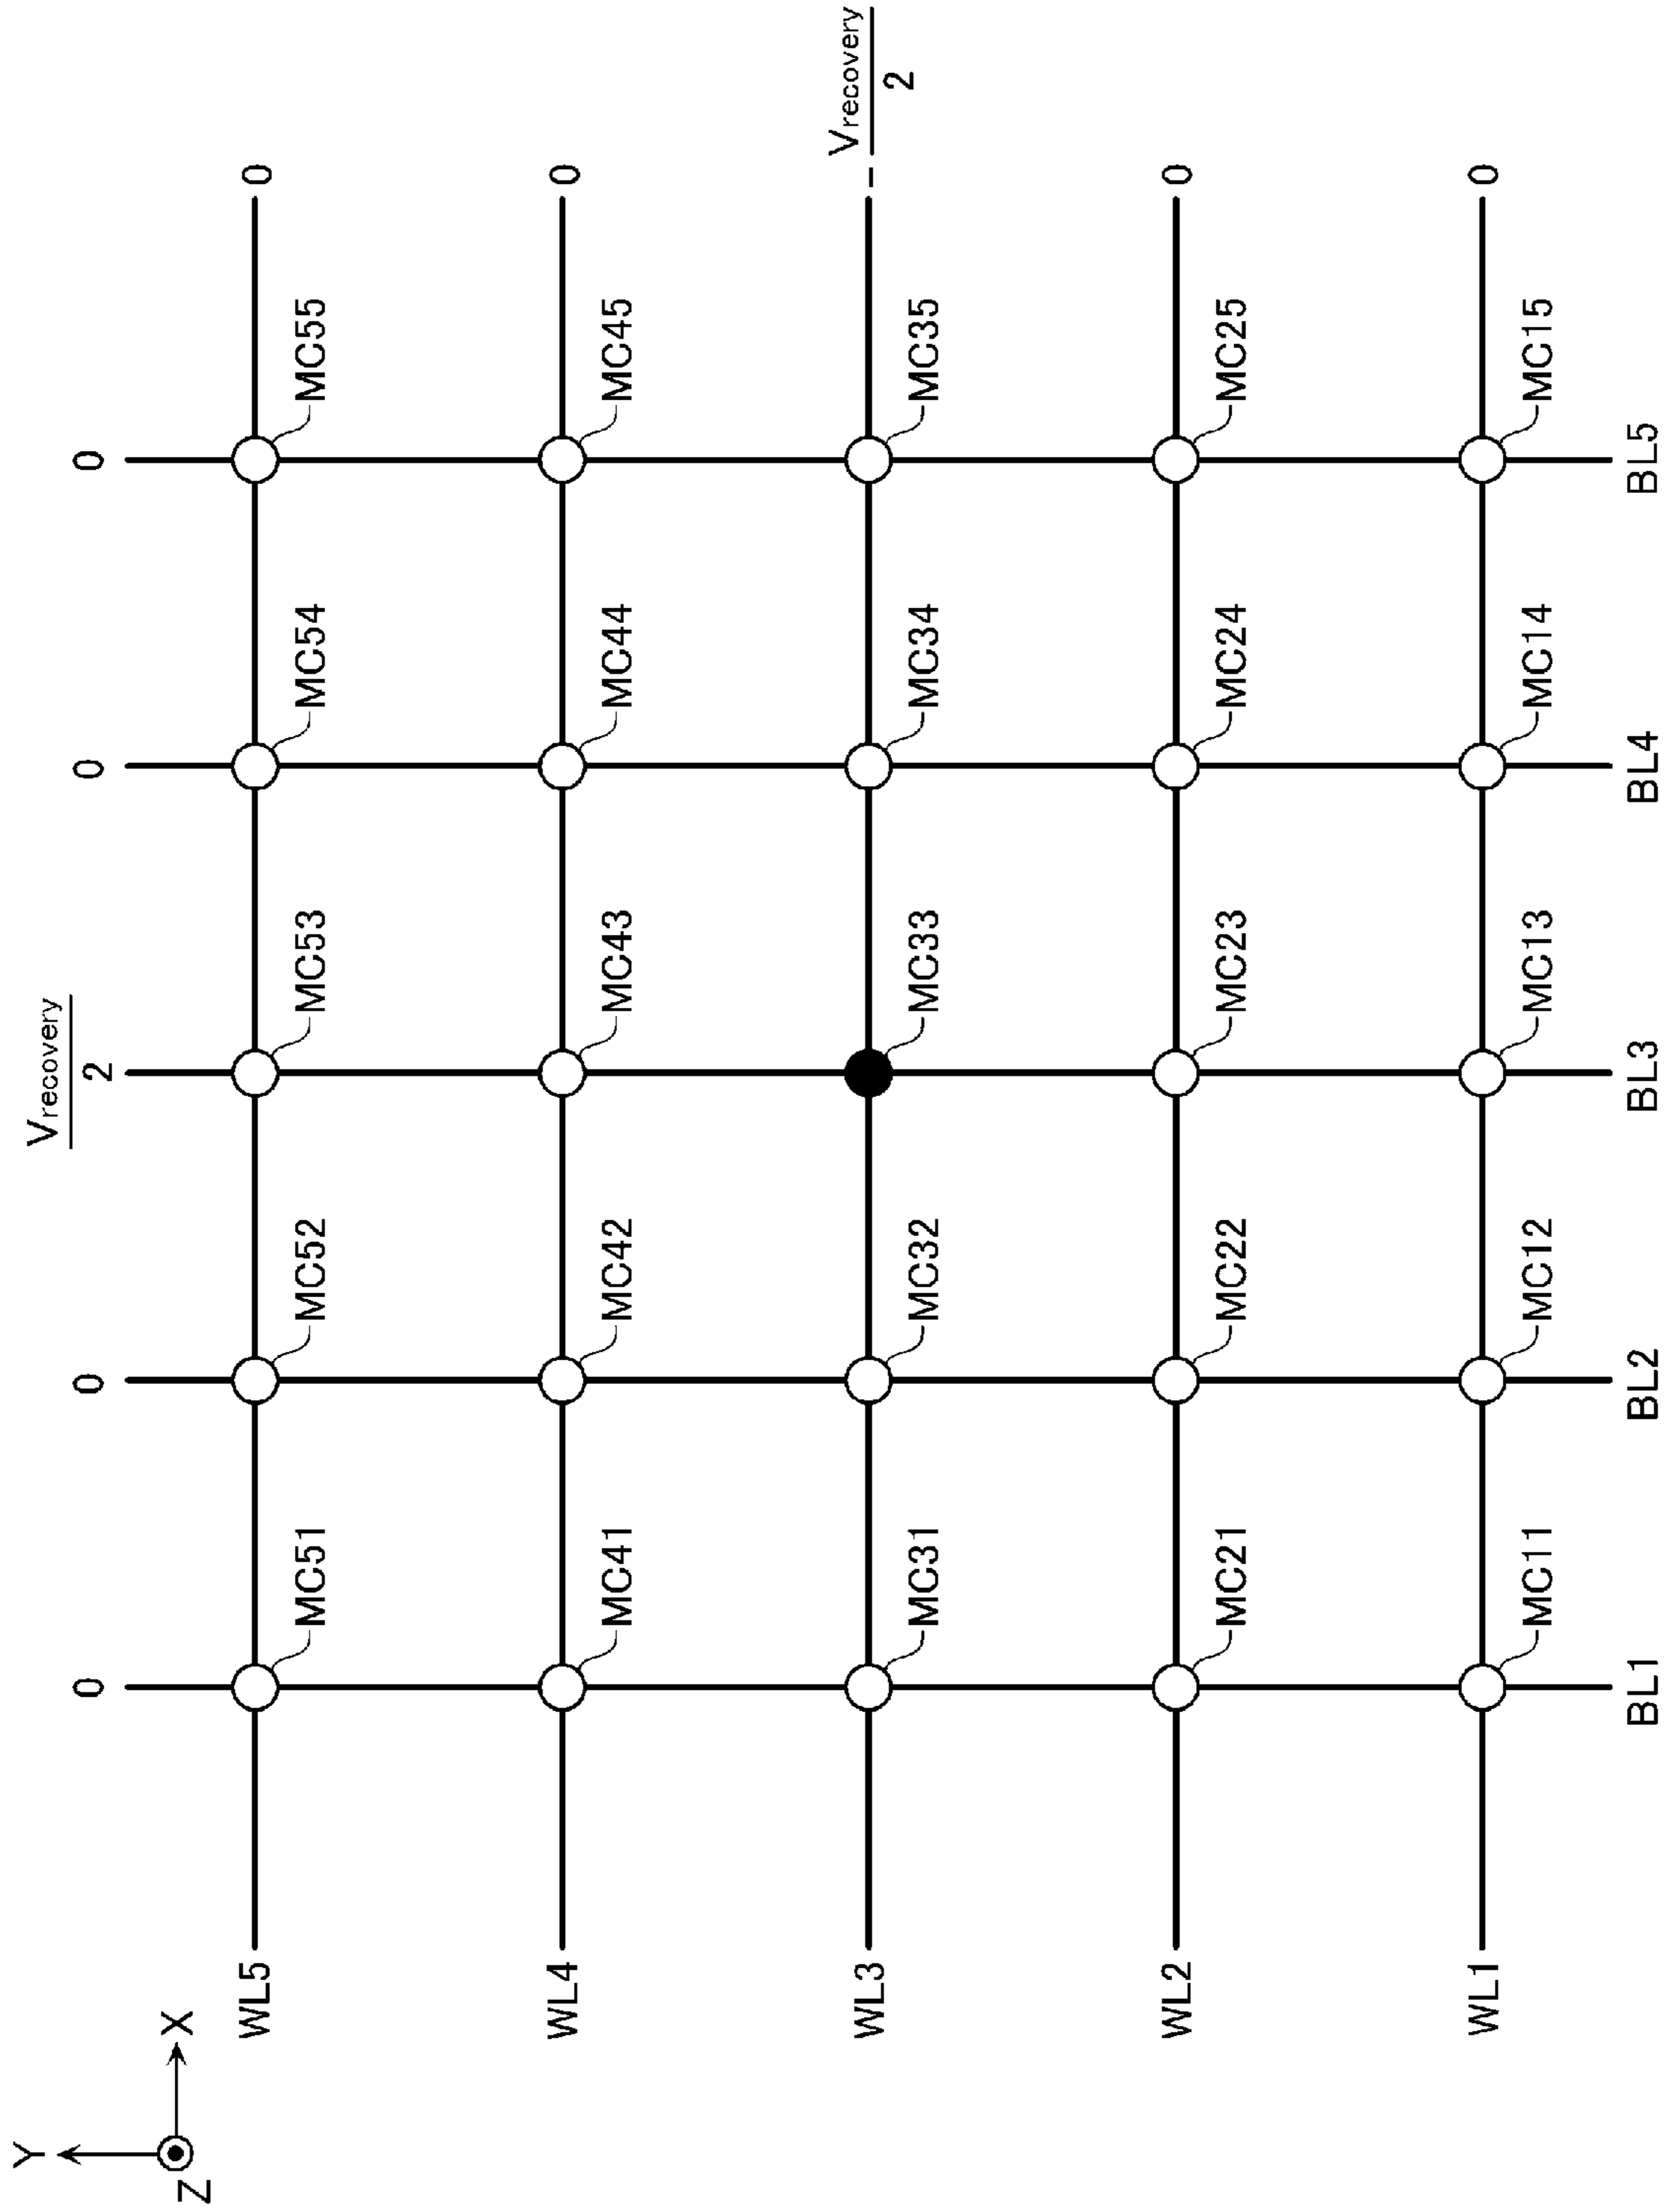 Y
Vrecovery
0 0 2 0 0
X
Z
WL5 0
MC51 MC52 MC53 MC54 MC55
WL4 0
MC41 MC42 MC43 MC44 MC45
WL3 - Vrecovery
2
MC31 MC32 MC33 MC34 MC35
WL2 0
MC21 MC22 MC23 MC24 MC25
WL1 0
MC11 MC12 MC13 MC14 MC15
BL1 BL2 BL3 BL4 BL5